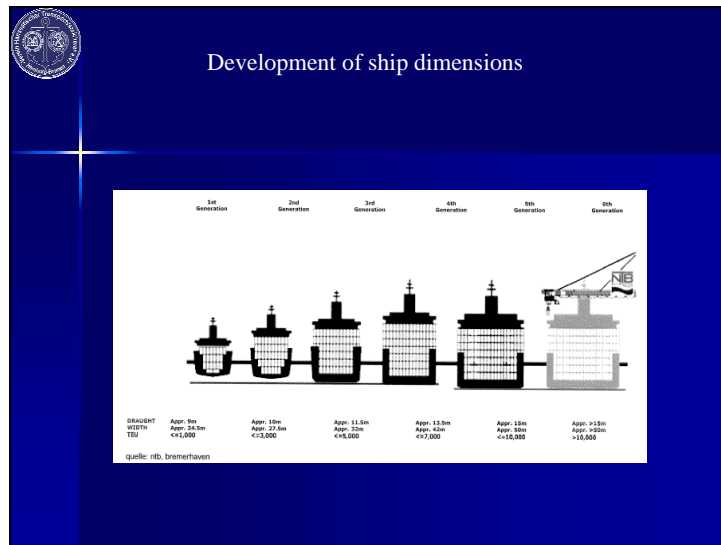 Development of ship dimensions
1st Generation
2nd Generation
3rd Generation
4th Generation
5th Generation
6th Generation
NTB
DRAUGHT Appr. 9m Appr. 10m Appr. 11.5m Appr. 13.5m Appr. 15m Appr. >15m
WIDTH Appr. 24.5m Appr. 27.5m Appr. 32m Appr. 42m Appr. 50m Appr. >50m
TEU <=1,000 <=3,000 <=5,000 <=7,000 <=10,000 >10,000
quelle: ntb, bremerhaven